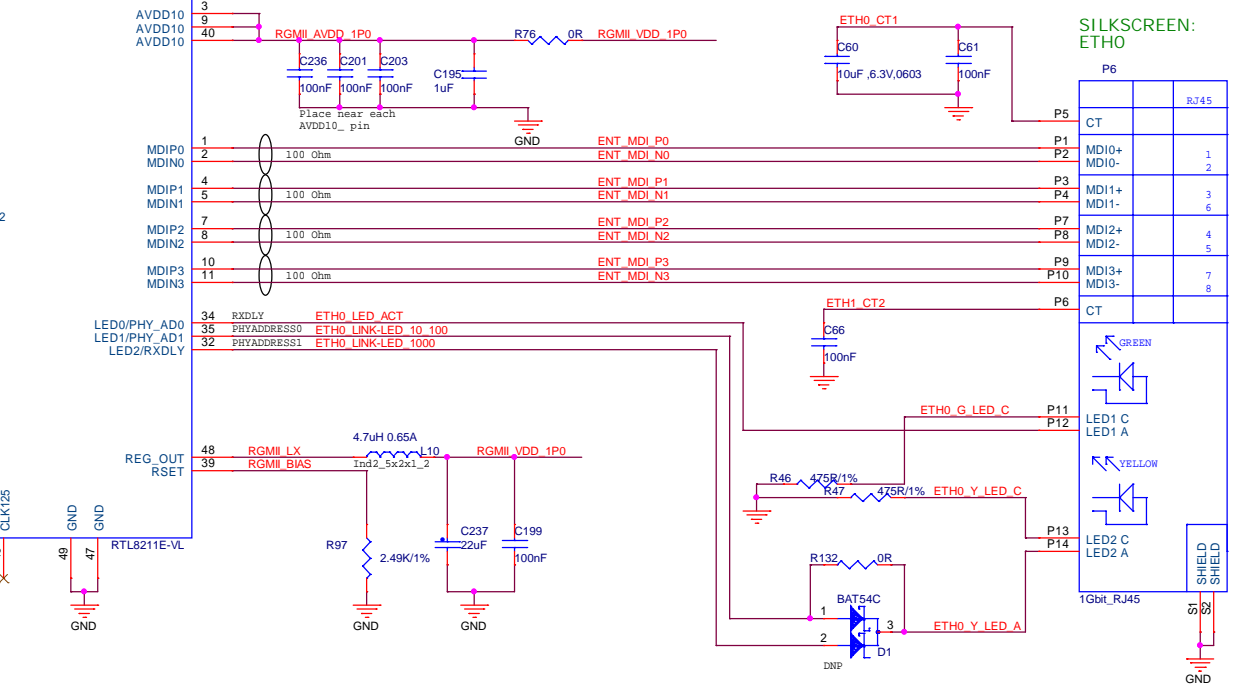 AVDD10 3
AVDD10 9
AVDD10 40
RGMII_AVDD_1P0
R76 0R
RGMII_VDD_1P0
C236 100nF
C201 100nF
C203 100nF
C195 1uF
Place near each
AVDD10_ pin
GND
ETH0_CT1
C60
10uF ,6.3V,0603
C61
100nF
SILKSCREEN:
ETH0
P6
RJ45
P5 CT
MDIP0 1 ENT_MDI_P0 P1 MDI0+ 1
MDIN0 2 100 Ohm ENT_MDI_N0 P2 MDI0- 2
MDIP1 4 ENT_MDI_P1 P3 MDI1+ 3
MDIN1 5 100 Ohm ENT_MDI_N1 P4 MDI1- 6
2
MDIP2 7 ENT_MDI_P2 P7 MDI2+ 4
MDIN2 8 100 Ohm ENT_MDI_N2 P8 MDI2- 5
MDIP3 10 ENT_MDI_P3 P9 MDI3+ 7
MDIN3 11 100 Ohm ENT_MDI_N3 P10 MDI3- 8
ETH1_CT2 P6 CT
C66
100nF
LED0/PHY_AD0 34 RXDLY ETH0_LED_ACT
LED1/PHY_AD1 35 PHYADDRESS0 ETH0_LINK-LED_10_100
LED2/RXDLY 32 PHYADDRESS1 ETH0_LINK-LED_1000
GREEN
ETH0_G_LED_C P11 LED1 C
P12 LED1 A
4.7uH 0.65A
REG_OUT 48 RGMII_LX L10 RGMII_VDD_1P0
RSET 39 RGMII_BIAS Ind2_5x2x1_2
YELLOW
R46 475R/1%
R47 475R/1% ETH0_Y_LED_C
P13 LED2 C
P14 LED2 A
CLK125
GND 49
GND 47
RTL8211E-VL
GND
R97
2.49K/1%
GND
C237
22uF
C199
100nF
GND
R132 0R
BAT54C
1
2
3
D1
DNP
ETH0_Y_LED_A
SHIELD
SHIELD
1Gbit_RJ45
S1
S2
GND